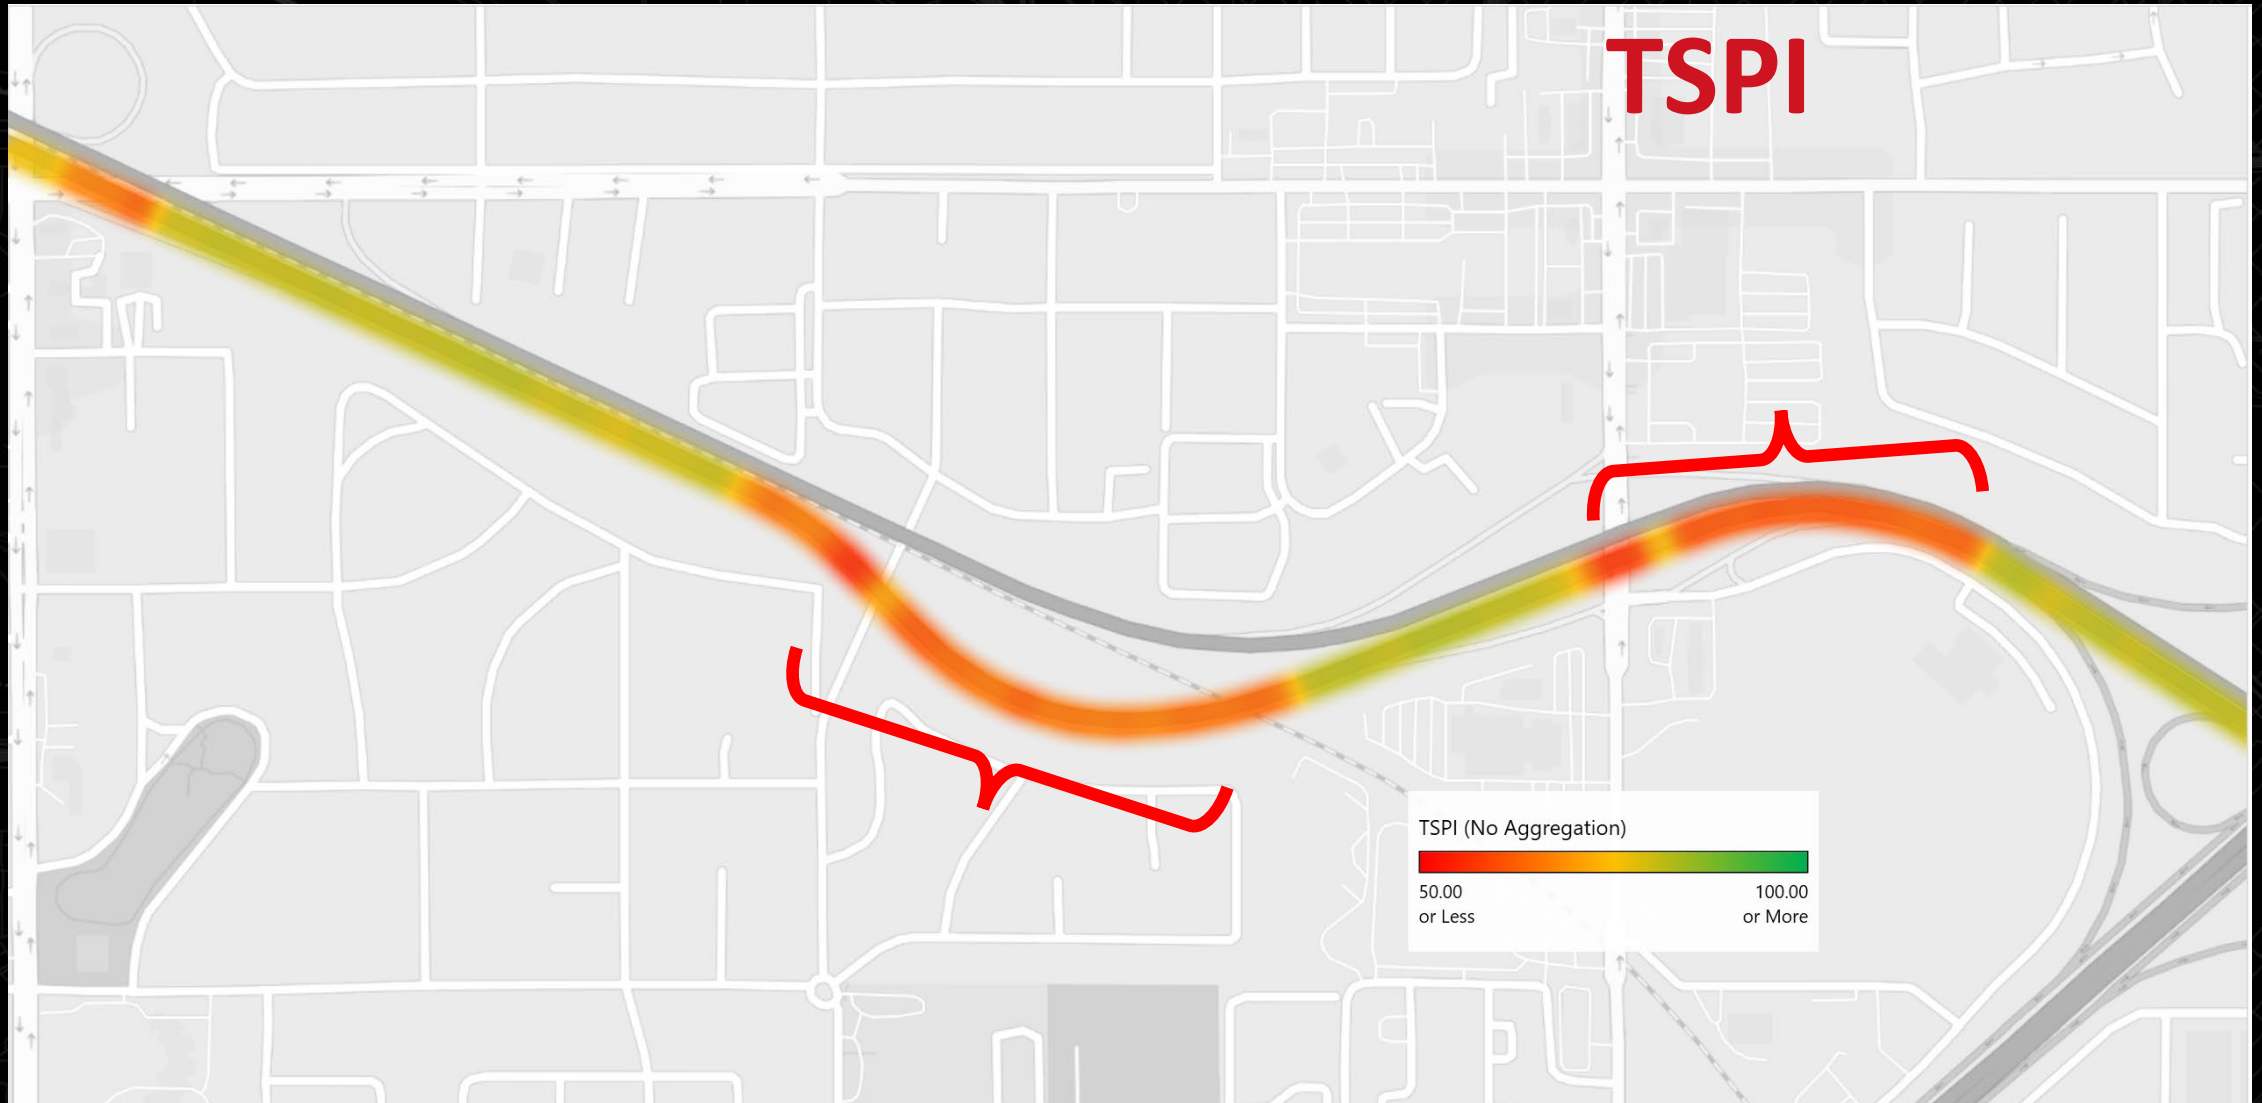 TSPI
TSPI (No Aggregation)
50.00 100.00
or Less or More